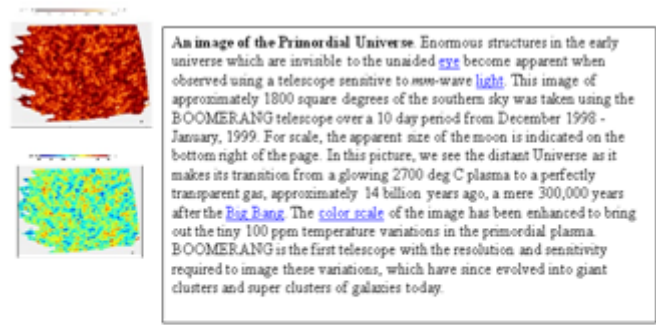 An image of the Primordial Universe. Enormous structures in the early
universe which are invisible to the unaided eye become apparent when
observed using a telescope sensitive to mm-wave light. This image of
approximately 1800 square degrees of the southern sky was taken using the
BOOMERANG telescope over a 10 day period from December 1998 -
January, 1999. For scale, the apparent size of the moon is indicated on the
bottom right of the page. In this picture, we see the distant Universe as it
makes its transition from a glowing 2700 deg C plasma to a perfectly
transparent gas, approximately 14 billion years ago, a mere 300,000 years
after the Big Bang. The color scale of the image has been enhanced to bring
out the tiny 100 ppm temperature variations in the primordial plasma.
BOOMERANG is the first telescope with the resolution and sensitivity
required to image these variations, which have since evolved into giant
clusters and super clusters of galaxies today.